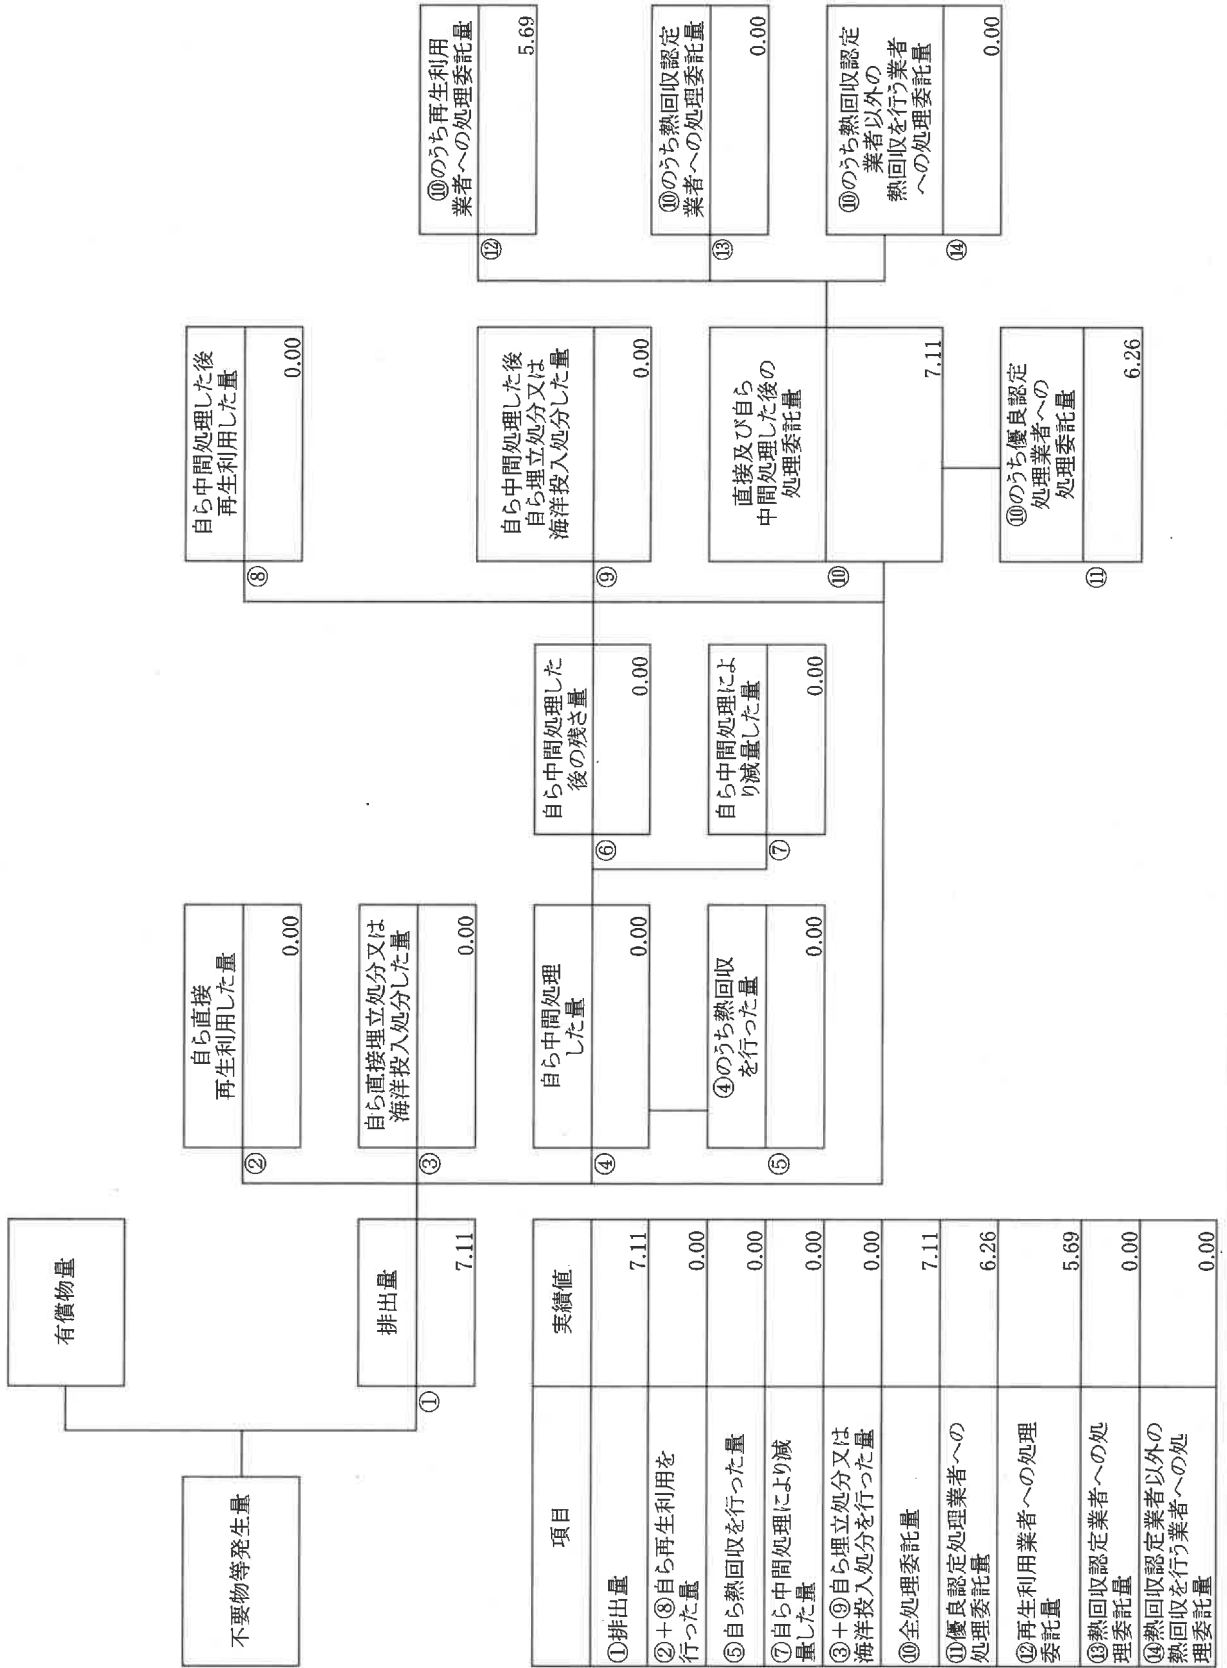 不要物等発生量
有償物量
①
排出量
7.11
②
自ら直接
再生利用した量
0.00
③
自ら直接埋立処分又は
海洋投入処分した量
0.00
④
自ら中間処理
した量
0.00
⑤
④のうち熱回収
を行った量
0.00
⑥
自ら中間処理した
後の残さ量
0.00
⑦
自ら中間処理によ
り減量した量
0.00
⑧
自ら中間処理した後
再生利用した量
0.00
⑨
自ら中間処理した後
自ら埋立処分又は
海洋投入処分した量
0.00
⑩
直接及び自ら
中間処理した後の
処理委託量
7.11
⑪
⑩のうち優良認定
処理業者への
処理委託量
6.26
⑫
⑩のうち再生利用
業者への処理委託量
5.69
⑬
⑩のうち熱回収認定
業者への処理委託量
0.00
⑭
⑩のうち熱回収認定
業者以外の
熱回収を行う業者
への処理委託量
0.00
項目
実績値
①排出量
7.11
②+⑧自ら再生利用を
行った量
0.00
⑤自ら熱回収を行った量
0.00
⑦自ら中間処理により減
量した量
0.00
③+⑨自ら埋立処分又は
海洋投入処分を行った量
0.00
⑩全処理委託量
7.11
⑪優良認定処理業者への
処理委託量
6.26
⑫再生利用業者への処理
委託量
5.69
⑬熱回収認定業者への処
理委託量
0.00
⑭熱回収認定業者以外の
熱回収を行う業者への処
理委託量
0.00